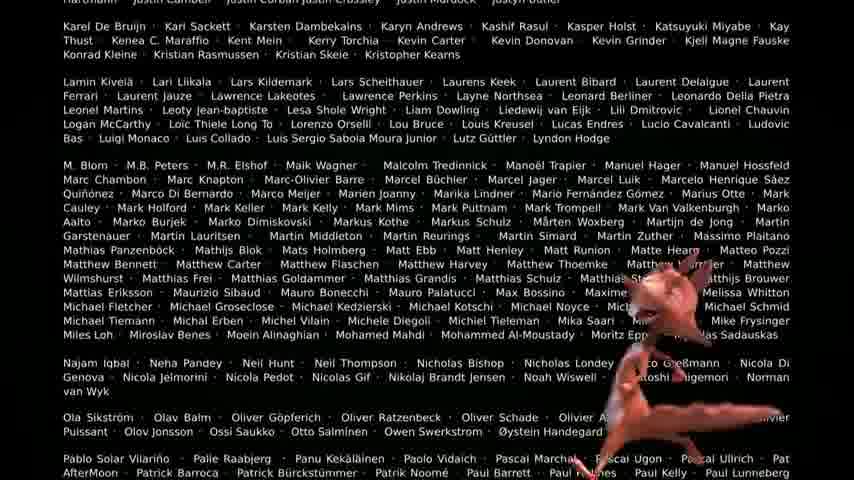 Karel De Bruijn · Kari Sackett · Karsten Dambekains · Karyn Andrews · Kashif Rasul · Kasper Holst · Katsuyuki Miyabe · Kay
Thust · Kenea C. Maraffio · Kent Mein · Kerry Torchia · Kevin Carter · Kevin Donovan · Kevin Grinder · Kjell Magne Fauske
Konrad Kleine · Kristian Rasmussen · Kristian Skeie · Kristopher Kearns
Lamin Kivelä · Lari Liikala · Lars Kildemark · Lars Scheithauer · Laurens Keek · Laurent Bibard · Laurent Delaigue · Laurent
Ferrari · Laurent Jauze · Lawrence Lakeotes · Lawrence Perkins · Layne Northsea · Leonard Berliner · Leonardo Della Pietra
Leonel Martins · Leoty Jean-baptiste · Lesa Shole Wright · Liam Dowling · Liedewij van Eijk · Lili Dmitrovic · Lionel Chauvin
Logan McCarthy · Loïc Thiele Long To · Lorenzo Orselli · Lou Bruce · Louis Kreusel · Lucas Endres · Lucio Cavalcanti · Ludovic
Bas · Luigi Monaco · Luis Collado · Luis Sergio Saboia Moura Junior · Lutz Güttler · Lyndon Hodge
M. Blom · M.B. Peters · M.R. Elshof · Maik Wagner · Malcolm Tredinnick · Manoël Trapier · Manuel Hager · Manuel Hossfeld
Marc Chambon · Marc Knapton · Marc-Olivier Barre · Marcel Büchler · Marcel Jager · Marcel Luik · Marcelo Henrique Sáez
Quiñónez · Marco Di Bernardo · Marco Meijer · Marien Joanny · Marika Lindner · Mario Fernández Gómez · Marius Otte · Mark
Cauley · Mark Holford · Mark Keller · Mark Kelly · Mark Mims · Mark Puttnam · Mark Trompell · Mark Van Valkenburgh · Marko
Aalto · Marko Burjek · Marko Dimiskovski · Markus Kothe · Markus Schulz · Mårten Woxberg · Martijn de Jong · Martin
Garstenauer · Martin Lauritsen · Martin Middleton · Martin Reurings · Martin Simard · Martin Zuther · Massimo Plaitano
Mathias Panzenböck · Mathijs Blok · Mats Holmberg · Matt Ebb · Matt Henley · Matt Runion · Matte Hearn · Matteo Pozzi
Matthew Bennett · Matthew Carter · Matthew Flaschen · Matthew Harvey · Matthew Thoemke · Matthew · Matthew
Wilmshurst · Matthias Frei · Matthias Goldammer · Matthias Grandis · Matthias Schulz · Matthias Brouwer
Mattias Eriksson · Maurizio Sibaud · Mauro Bonecchi · Mauro Palatucci · Max Bossino · Maxime Melissa Whitton
Michael Fletcher · Michael Groseclose · Michael Kedzierski · Michael Kotschi · Michael Noyce · Michael Schmid
Michael Tiemann · Michal Erben · Michel Vilain · Michele Diegoli · Michiel Tieleman · Mika Saari · Mike Frysinger
Miles Loh · Miroslav Benes · Moein Alinaghian · Mohamed Mahdi · Mohammed Al-Moustady · Moritz Sadauskas
Najam Iqbal · Neha Pandey · Neil Hunt · Neil Thompson · Nicholas Bishop · Nicholas Londey · Nicola Di
Genova · Nicola Jelmorini · Nicola Pedot · Nicolas Gif · Nikolaj Brandt Jensen · Noah Wiswell · Norman
van Wyk
Ola Sikström · Olav Balm · Oliver Göpferich · Oliver Ratzenbeck · Oliver Schade · Olivier
Puissant · Olov Jonsson · Ossi Saukko · Otto Salminen · Owen Swerkstrom · Øystein Handegard
Pablo Solar Vilariño · Palle Raabjerg · Panu Kekäläinen · Paolo Vidaich · Pascal Marchal · Pascal Ugon · Pascal Ullrich · Pat
AfterMoon · Patrick Barroca · Patrick Bürckstümmer · Patrik Noomé · Paul Barrett · Paul · Paul Kelly · Paul Lunneberg